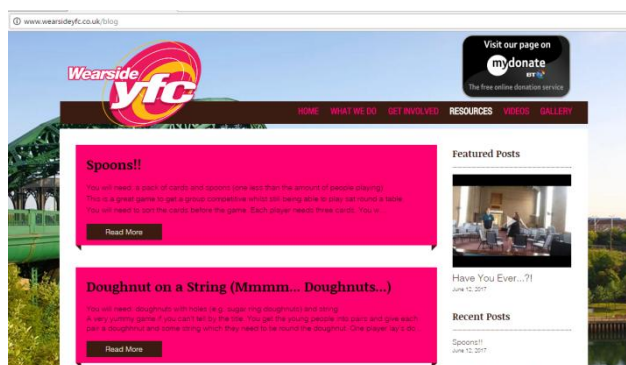 www.wearsideyfc.co.uk/blog
Visit our page on
mydonate
BT
The free online donation service
Wearside
yfc
HOME WHAT WE DO GET INVOLVED RESOURCES VIDEOS GALLERY
Spoons!!
You will need: a pack of cards and spoons (one less than the amount of people playing)
This is a great game to get a group competitive whilst still being able to play sat round a table.
You will need to sort the cards before the game. Each player needs three cards. You is
Read More
Doughnut on a String (Mmmm... Doughnuts...)
You will need: doughnuts with holes (e.g. sugar ring doughnuts) and string
A very yummy game if you can't tell by the title. You get the young people into pairs and give each
pair a doughnut and some string which they need to tie round the doughnut. One player lay's do
Read More
Featured Posts
Have You Ever...?!
June 12, 2017
Recent Posts
Spoons!!
June 12, 2017